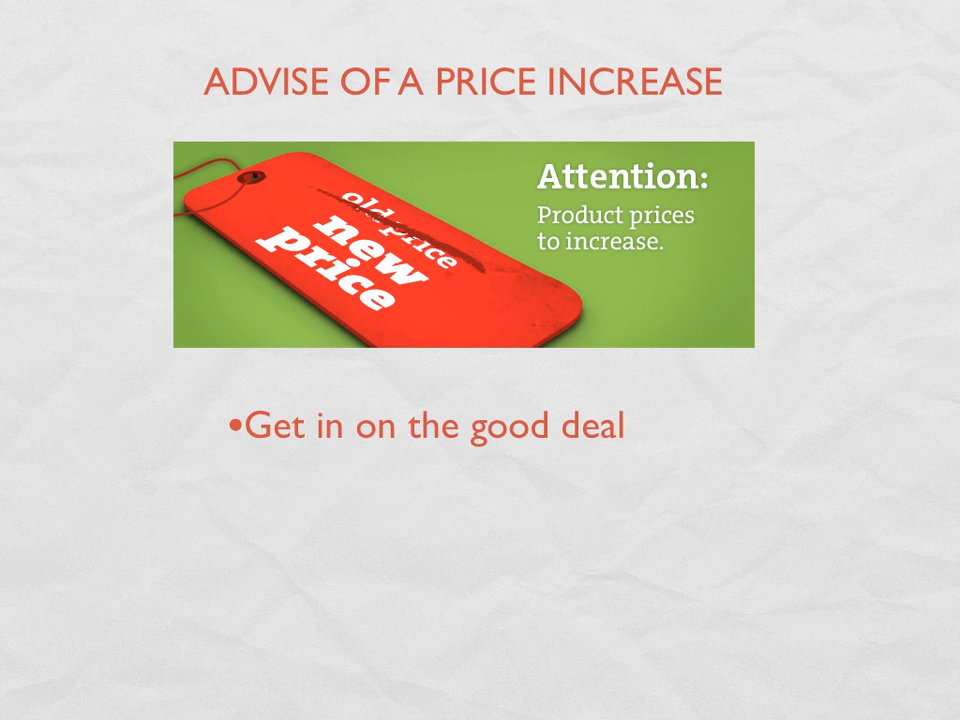 ADVISE OF A PRICE INCREASE
Attention:
Product prices
to increase.
old price
new
price
•Get in on the good deal